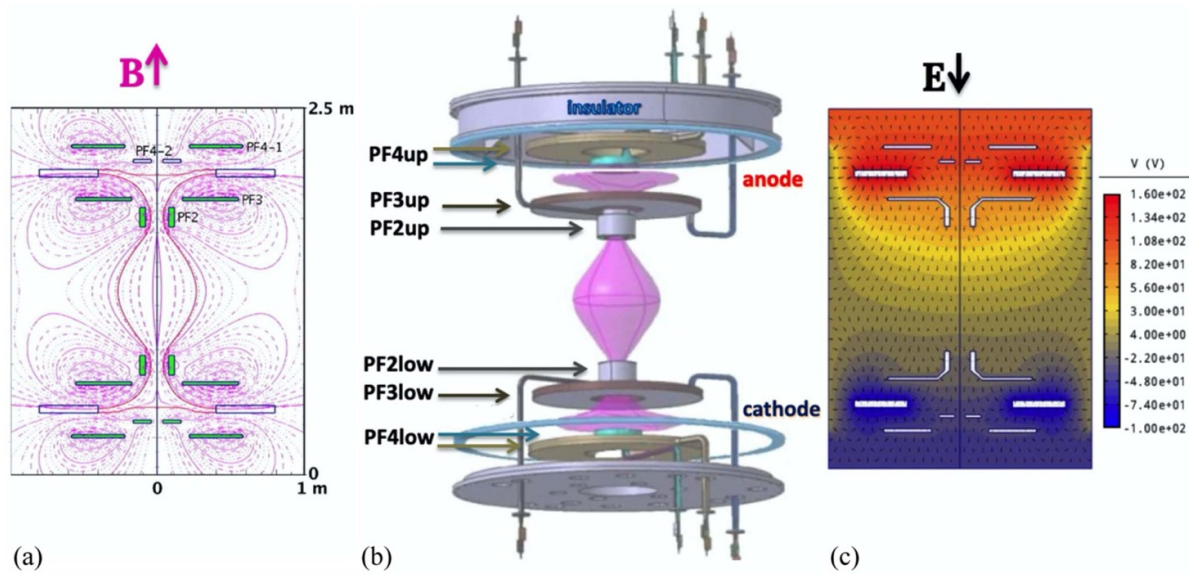 B
2.5 m
PF4-2
PF4-1
PF3
PF2
0
0
1 m
(a)
insulator
PF4up
anode
PF3up
PF2up
PF2low
PF3low
cathode
PF4low
(b)
E
V (V)
1.60e+02
1.34e+02
1.08e+02
8.20e+01
5.60e+01
3.00e+01
4.00e+00
-2.20e+01
-4.80e+01
-7.40e+01
-1.00e+02
(c)